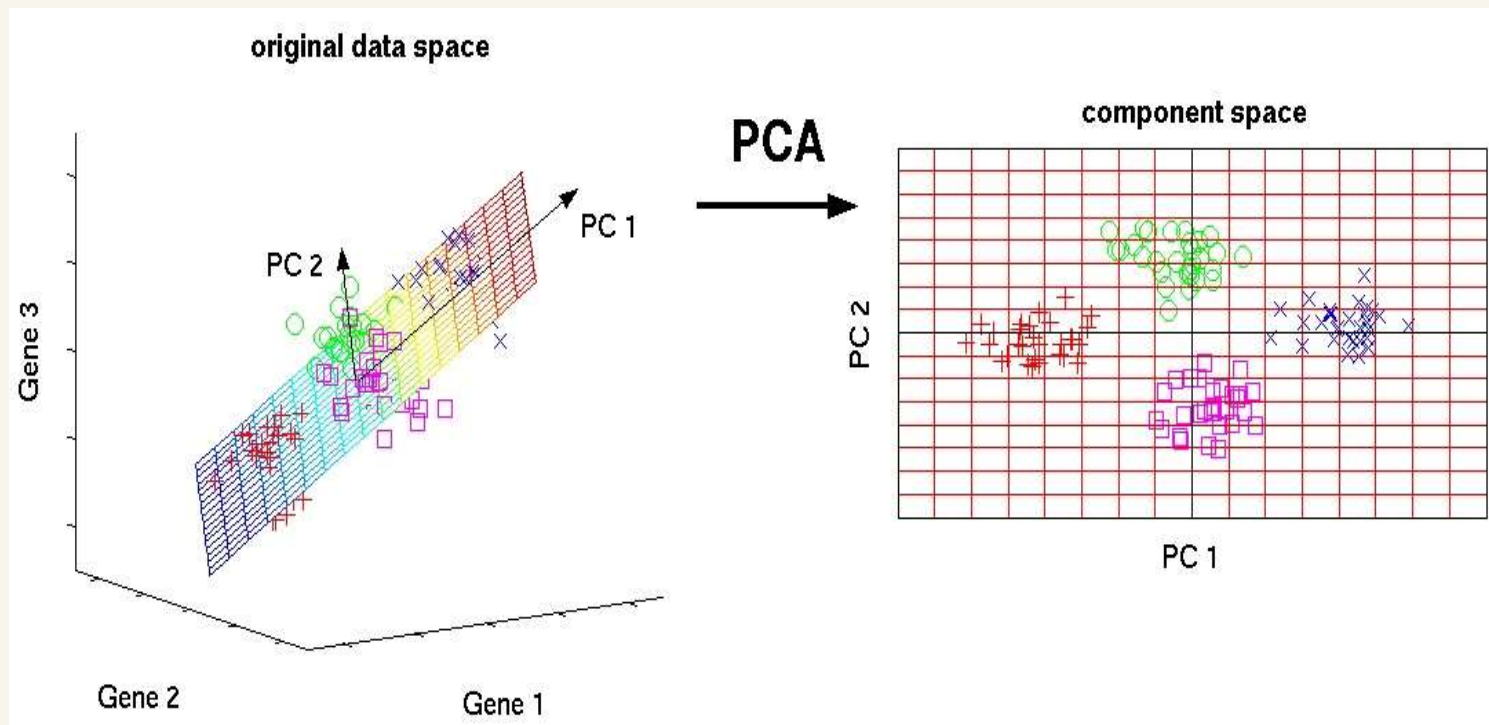 original data space
PCA
component space
PC 1
PC 2
Gene 3
Gene 2
Gene 1
PC 2
PC 1